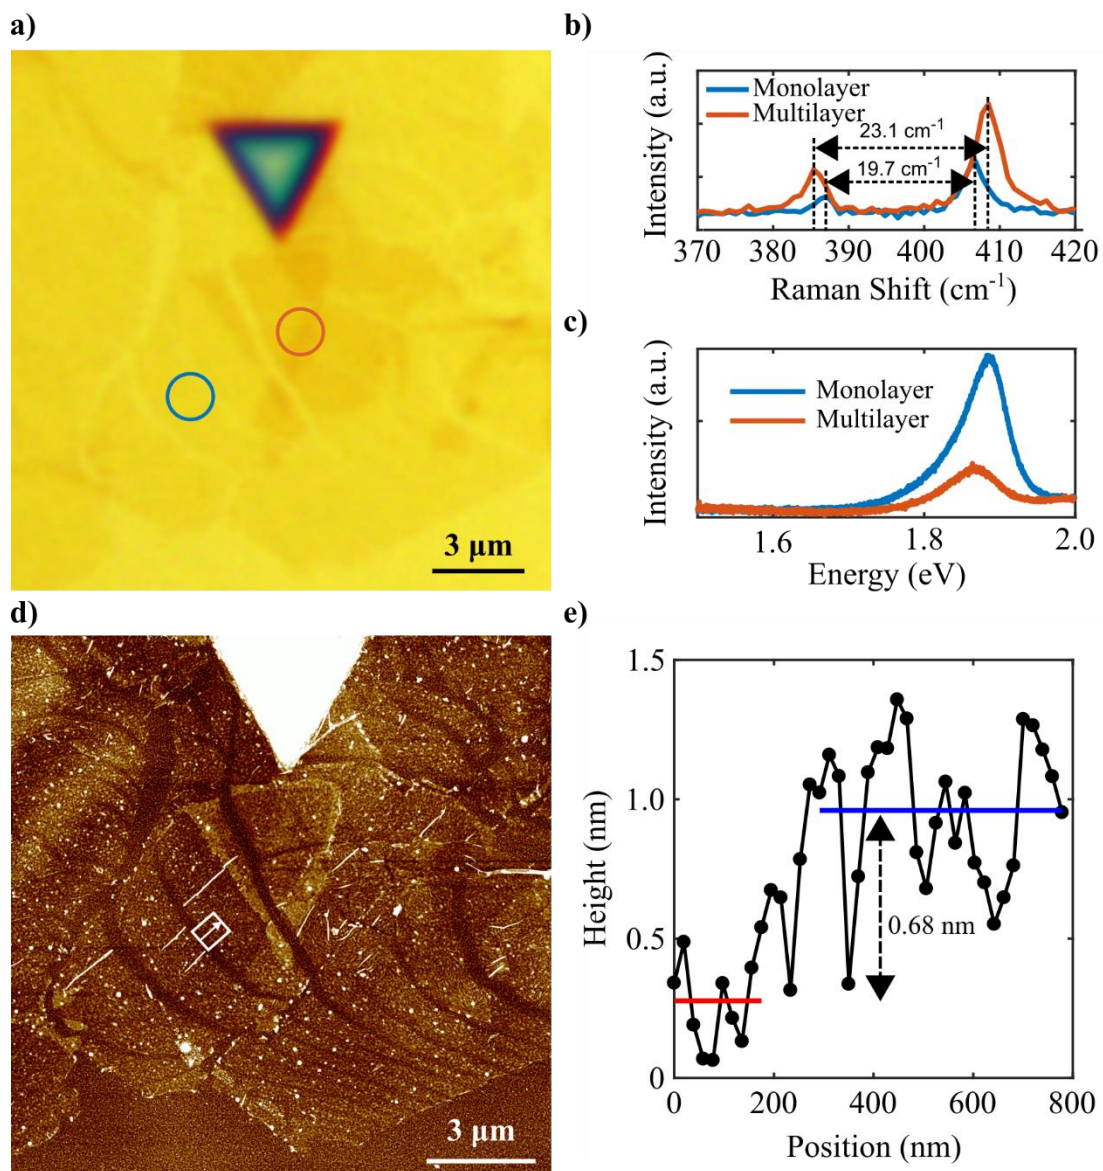 a)
3 µm
b)
Intensity (a.u.)
Monolayer
Multilayer
23.1 cm⁻¹
19.7 cm⁻¹
370 380 390 400 410 420
Raman Shift (cm⁻¹)
c)
Intensity (a.u.)
Monolayer
Multilayer
1.6 1.8 2.0
Energy (eV)
d)
3 µm
e)
Height (nm)
1.5
1.0
0.5
0
0.68 nm
0 200 400 600 800
Position (nm)